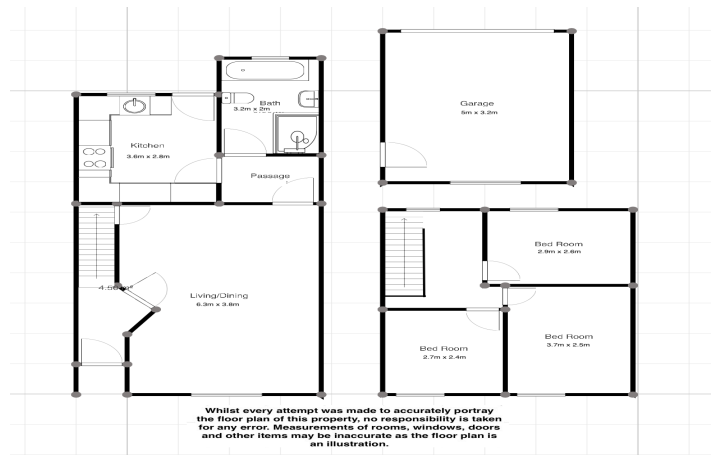 Garage
5m x 3.2m
Bath
3.2m x 2m
Kitchen
3.6m x 2.8m
Passage
Living/Dining
6.3m x 3.8m
Bed Room
2.9m x 2.6m
Bed Room
3.7m x 2.5m
Bed Room
2.7m x 2.4m
Whilst every attempt was made to accurately portray
the floor plan of this property, no responsibility is taken
for any error. Measurements of rooms, windows, doors
and other items may be inaccurate as the floor plan is
an illustration.